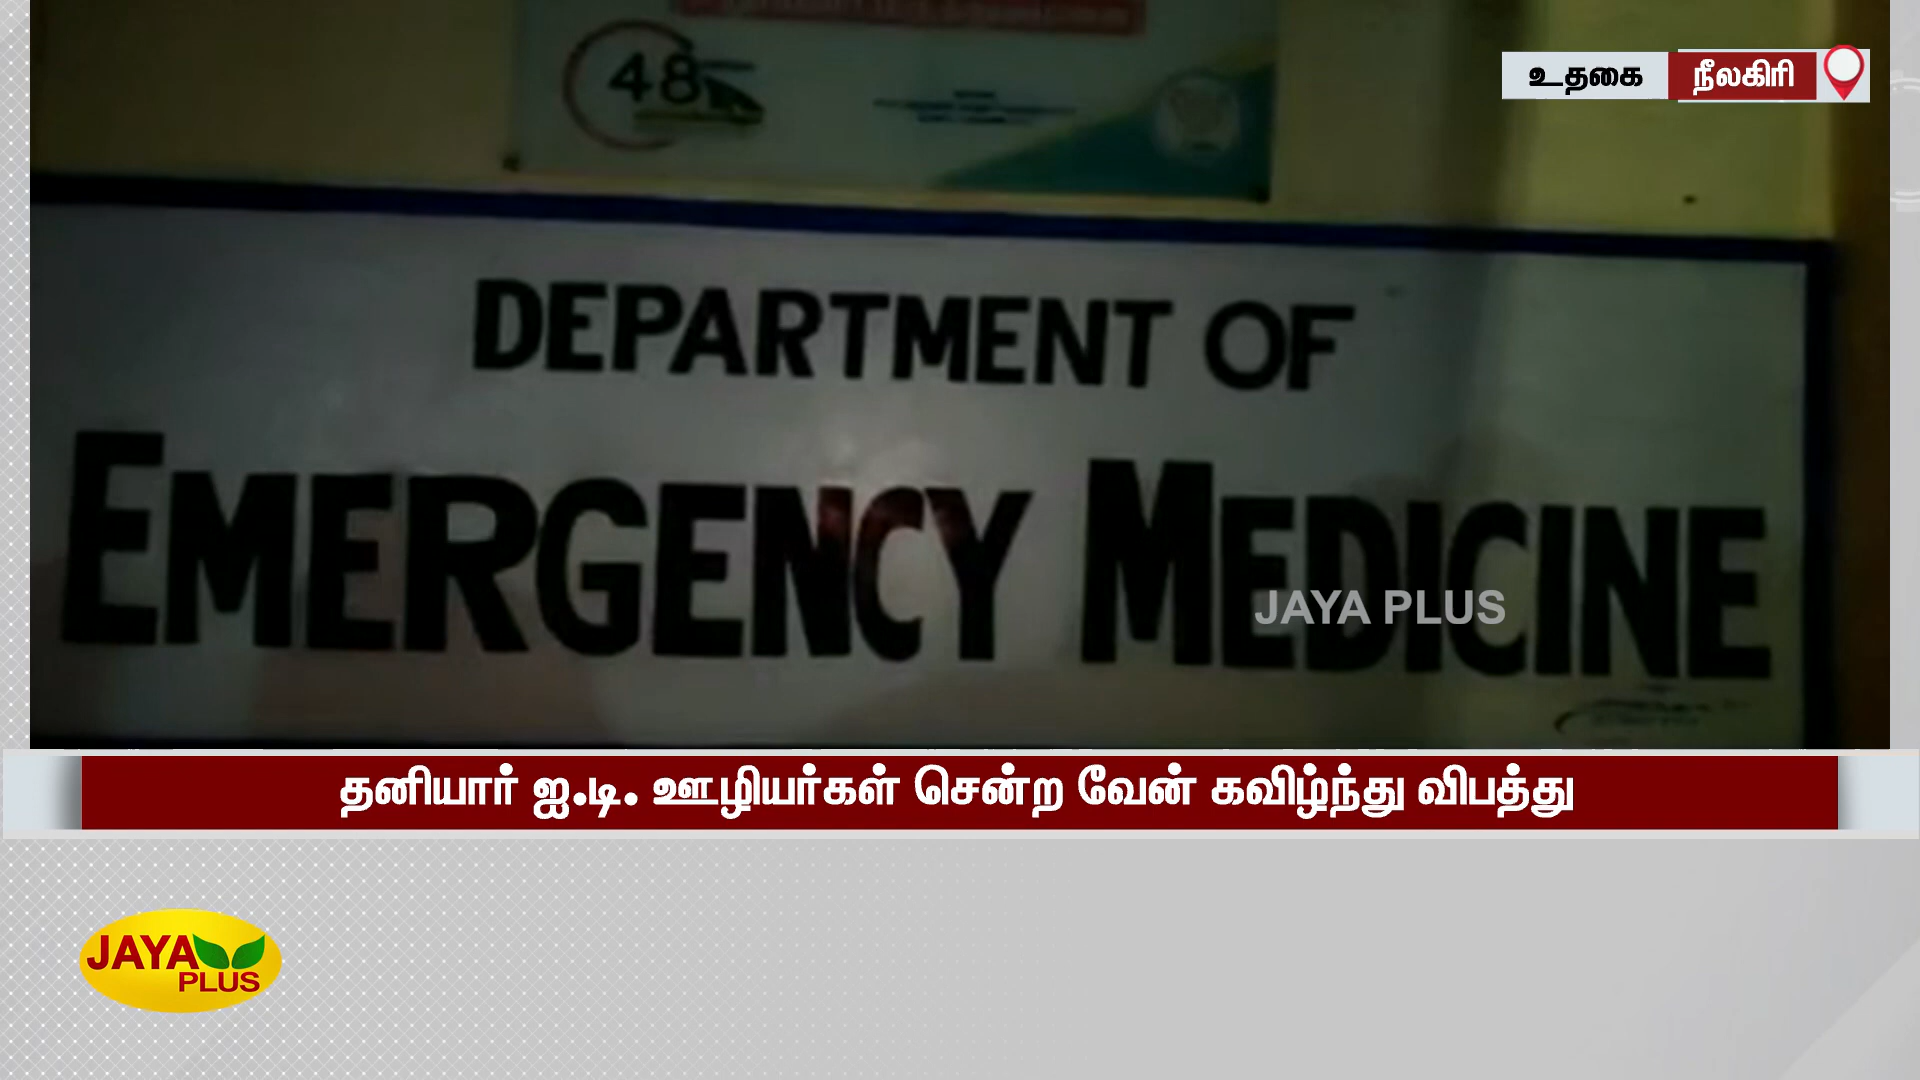 48
உதகை
நீலகிரி
DEPARTMENT OF
EMERGENCY MEDICINE
JAYA PLUS
தனியார் ஐ.டி. ஊழியர்கள் சென்ற வேன் கவிழ்ந்து விபத்து
JAYA
PLUS